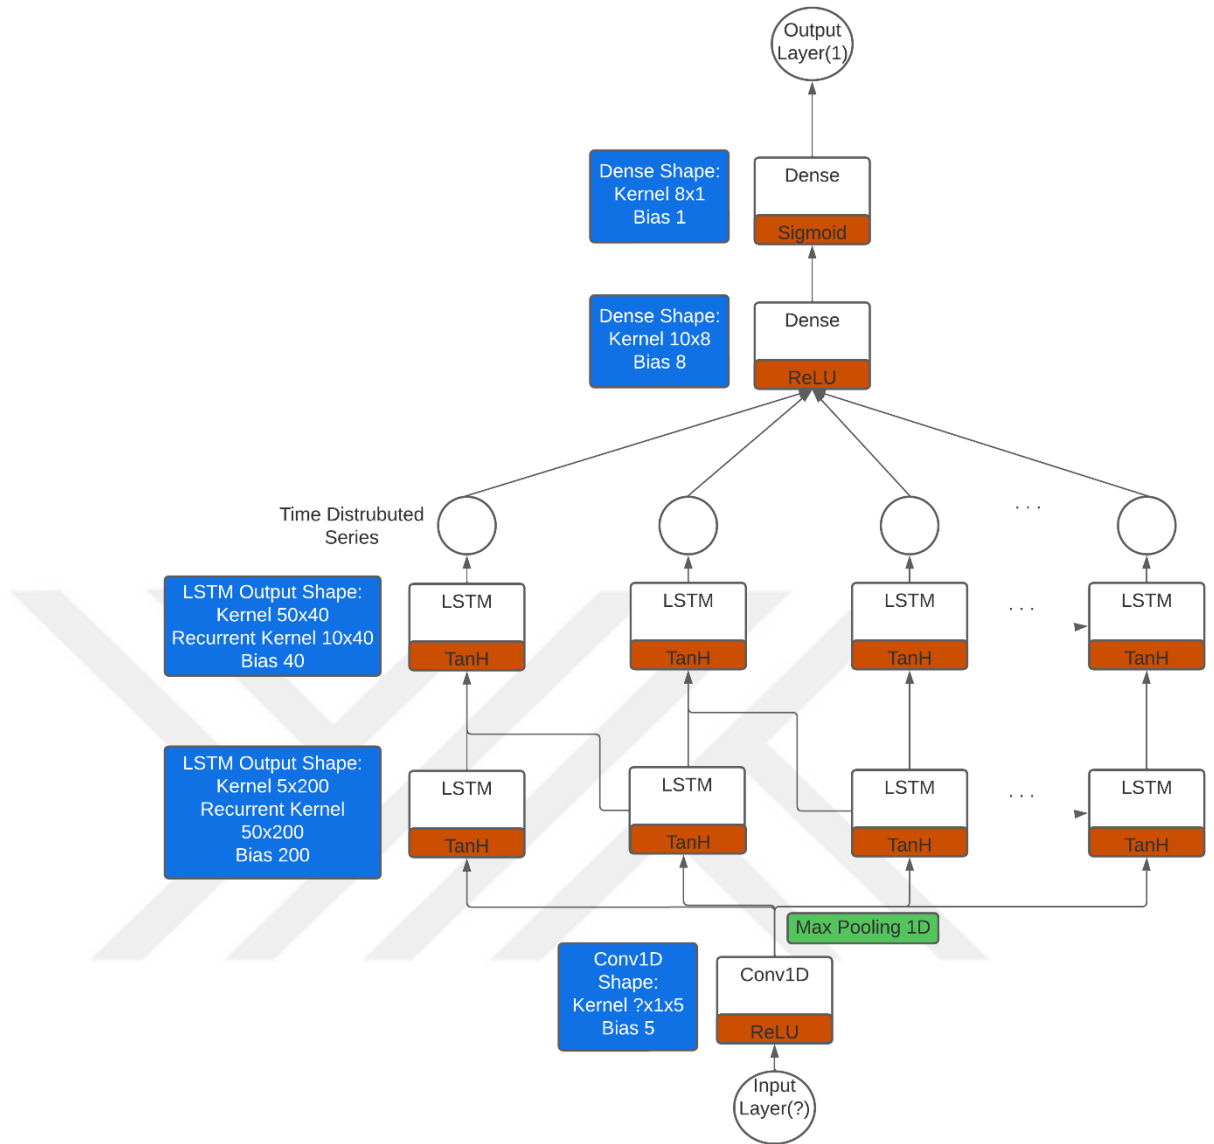 Output
Layer(1)
Dense Shape:
Kernel 8x1
Bias 1
Dense
Sigmoid
Dense Shape:
Kernel 10x8
Bias 8
Dense
ReLU
Time Distrubuted
Series
. . .
LSTM Output Shape:
Kernel 50x40
Recurrent Kernel 10x40
Bias 40
LSTM
TanH
LSTM
TanH
LSTM
TanH
. . .
LSTM
TanH
LSTM Output Shape:
Kernel 5x200
Recurrent Kernel
50x200
Bias 200
LSTM
TanH
LSTM
TanH
LSTM
TanH
. . .
LSTM
TanH
Max Pooling 1D
Conv1D
Shape:
Kernel ?x1x5
Bias 5
Conv1D
ReLU
Input
Layer(?)